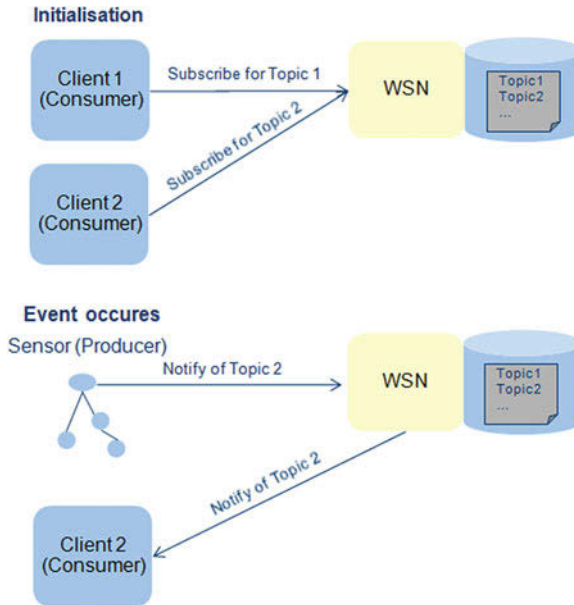 Initialisation
Client 1
(Consumer)
Subscribe for Topic 1
WSN
Topic1
Topic2
...
Subscribe for Topic 2
Client 2
(Consumer)
Event occures
Sensor (Producer)
Notify of Topic 2
WSN
Topic1
Topic2
...
Notify of Topic 2
Client 2
(Consumer)